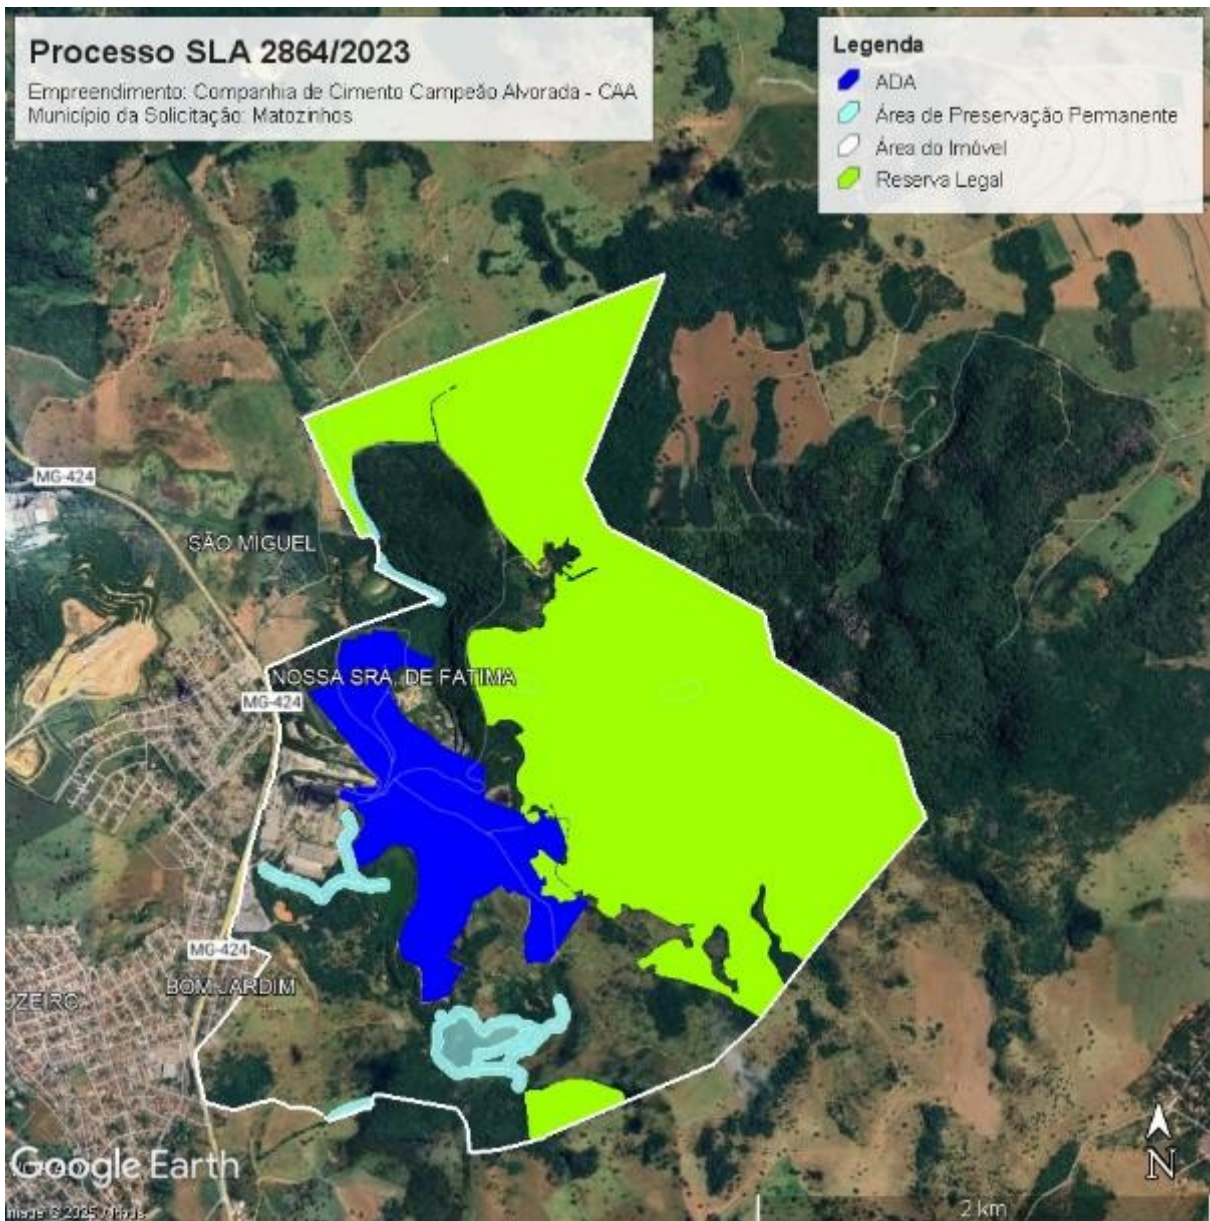 Processo SLA 2864/2023
Empreendimento: Companhia de Cimento Campeão Alvorada - CAA
Município da Solicitação: Matozinhos
Legenda
ADA
Área de Preservação Permanente
Área do Imóvel
Reserva Legal
MG-424
SÃO MIGUEL
NOSSA SRA. DE FATIMA
MG-424
MG-424
BOM JARDIM
UZEIRO
Google Earth
N
2 km